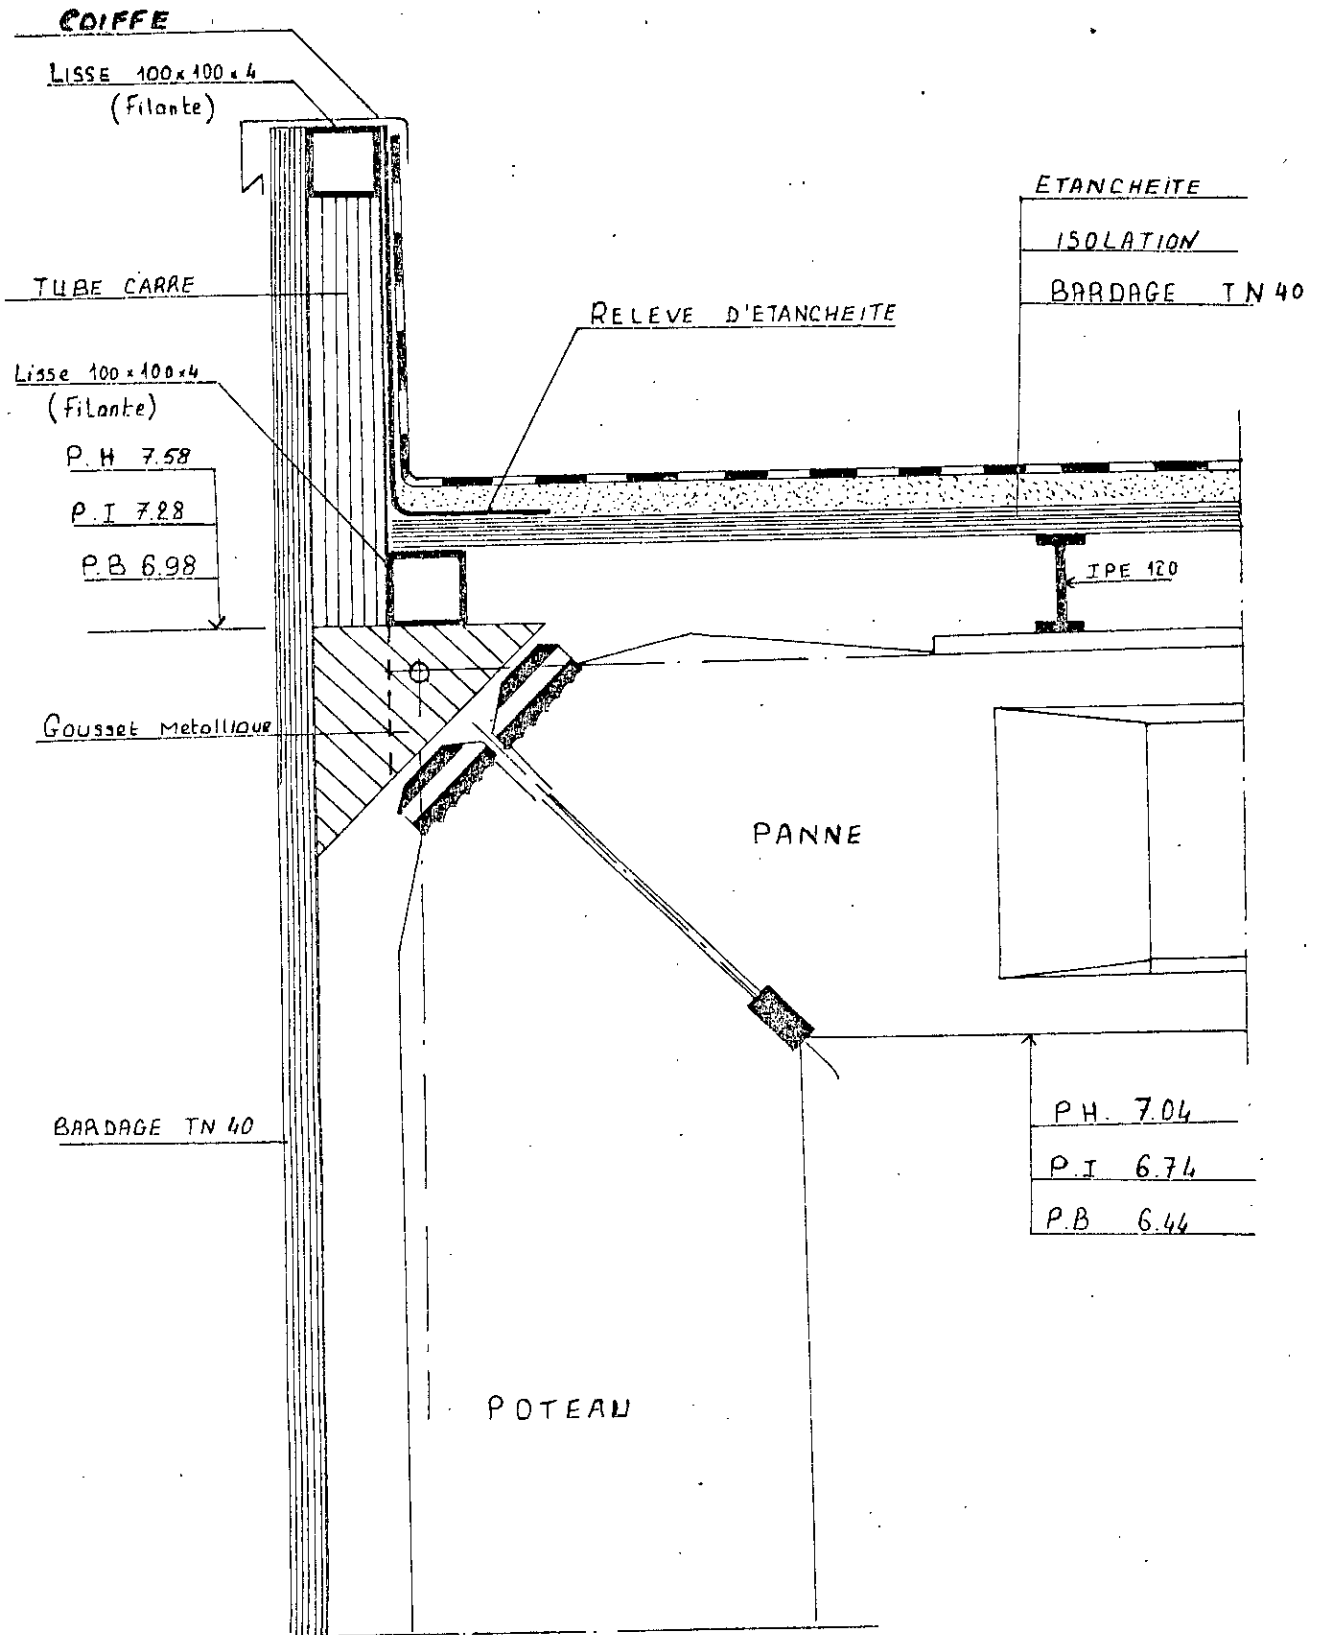 COIFFE
LISSE 100x100x4
(Filante)
ETANCHEITE
ISOLATION
BARDAGE TN 40
TUBE CARRE
RELEVE D'ETANCHEITE
Lisse 100x100x4
(Filante)
P.H 7.58
P.I 7.28
P.B 6.98
IPE 120
Gousset Metallique
PANNE
BARDAGE TN 40
P H. 7.04
P.I 6.74
P.B 6.44
POTEAU